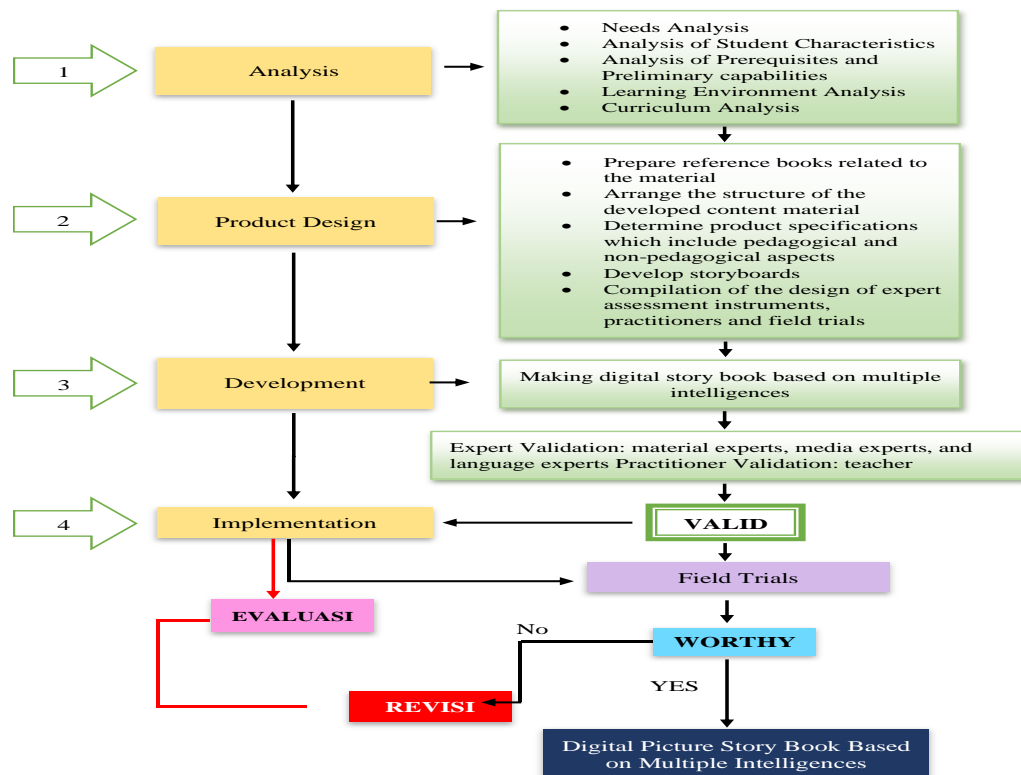 1
Analysis
• Needs Analysis
• Analysis of Student Characteristics
• Analysis of Prerequisites and
Preliminary capabilities
• Learning Environment Analysis
• Curriculum Analysis
2
Product Design
• Prepare reference books related to
the material
• Arrange the structure of the
developed content material
• Determine product specifications
which include pedagogical and
non-pedagogical aspects
• Develop storyboards
• Compilation of the design of expert
assessment instruments,
practitioners and field trials
3
Development
Making digital story book based on multiple
intelligences
Expert Validation: material experts, media experts, and
language experts Practitioner Validation: teacher
4
Implementation
VALID
Field Trials
EVALUASI
No
WORTHY
YES
REVISI
Digital Picture Story Book Based
on Multiple Intelligences